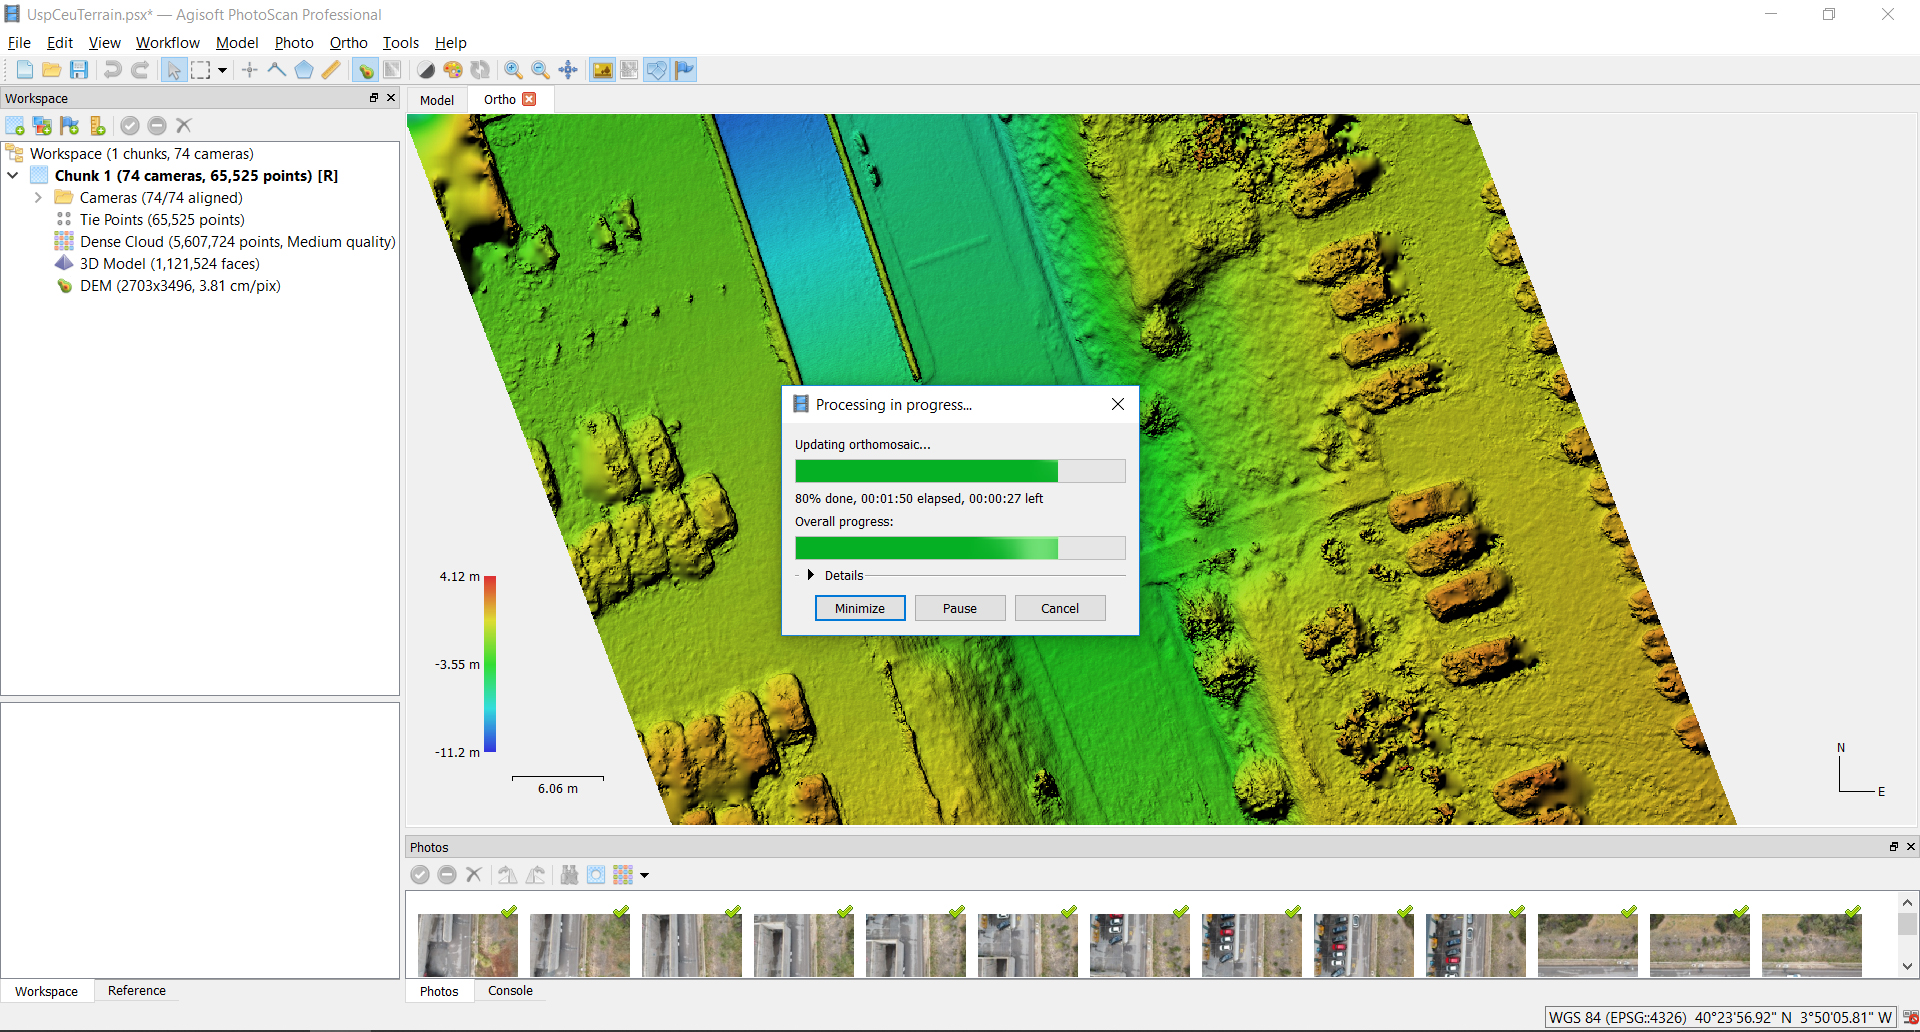 UspCeuTerrain.psx* — Agisoft PhotoScan Professional
File Edit View Workflow Model Photo Ortho Tools Help
Workspace
Model Ortho
Workspace (1 chunks, 74 cameras)
Chunk 1 (74 cameras, 65,525 points) [R]
Cameras (74/74 aligned)
Tie Points (65,525 points)
Dense Cloud (5,607,724 points, Medium quality)
3D Model (1,121,524 faces)
DEM (2703x3496, 3.81 cm/pix)
Processing in progress...
Updating orthomosaic...
80% done, 00:01:50 elapsed, 00:00:27 left
Overall progress:
Details
Minimize Pause Cancel
4.12 m
-3.55 m
-11.2 m
6.06 m
N
E
Photos
Workspace Reference
Photos Console
WGS 84 (EPSG::4326) 40°23'56.92" N 3°50'05.81" W